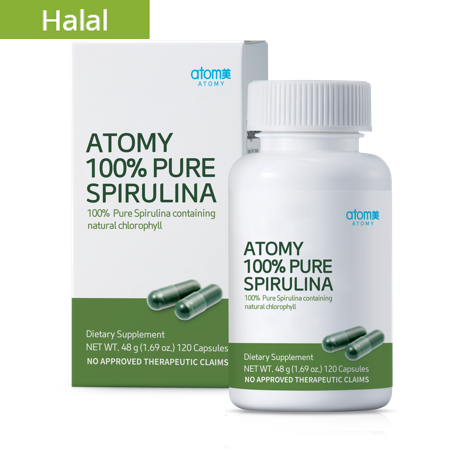 Halal
atom美
ATOMY
ATOMY
100% PURE
SPIRULINA
100% Pure Spirulina containing
natural chlorophyll
Dietary Supplement
NET WT. 48 g (1.69 oz.) 120 Capsules
NO APPROVED THERAPEUTIC CLAIMS
atom美
ATOMY
ATOMY
100% PURE
SPIRULINA
100% Pure Spirulina containing
natural chlorophyll
Dietary Supplement
NET WT. 48 g (1.69 oz.) 120 Capsules
NO APPROVED THERAPEUTIC CLAIMS